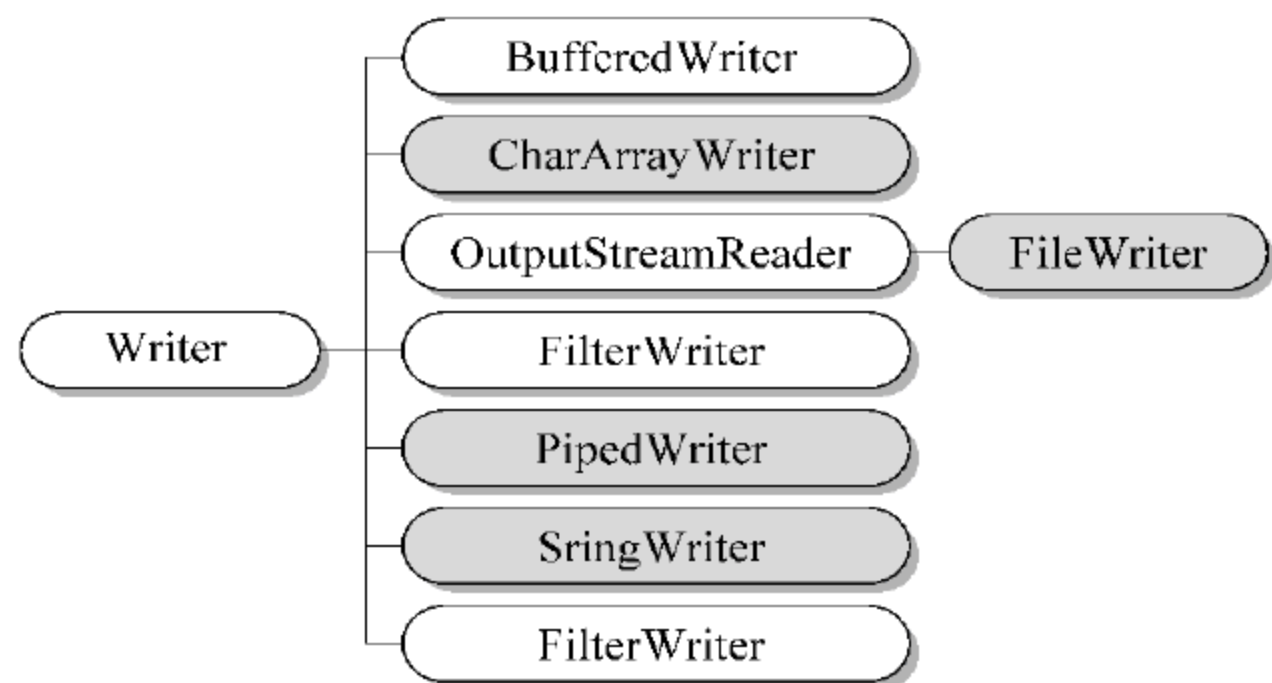 BufferedWriter
CharArrayWriter
OutputStreamReader
FileWriter
Writer
FilterWriter
PipedWriter
SringWriter
FilterWriter